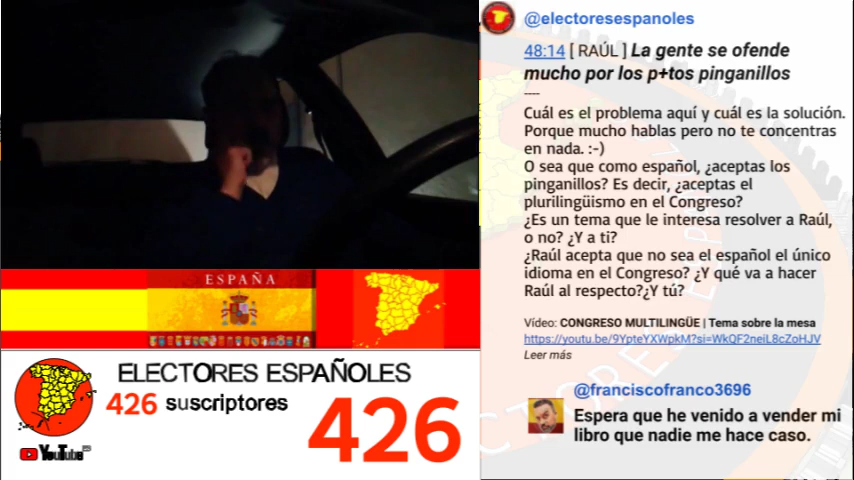 ESPAÑA
ELECTORES ESPAÑOLES
426 suscriptores
426
YouTube ES
@electoresespanoles
48:14 [ RAÚL ] La gente se ofende
mucho por los p+tos pinganillos
----
Cuál es el problema aquí y cuál es la solución.
Porque mucho hablas pero no te concentras
en nada. :-)
O sea que como español, ¿aceptas los
pinganillos? Es decir, ¿aceptas el
plurilingüismo en el Congreso?
¿Es un tema que le interesa resolver a Raúl,
o no? ¿Y a ti?
¿Raúl acepta que no sea el español el único
idioma en el Congreso? ¿Y qué va a hacer
Raúl al respecto?¿Y tú?
Vídeo: CONGRESO MULTILINGÜE | Tema sobre la mesa
https://youtu.be/9YpteYXWpkM?si=WkQF2neiL8cZoHJV
Leer más
@franciscofranco3696
Espera que he venido a vender mi
libro que nadie me hace caso.